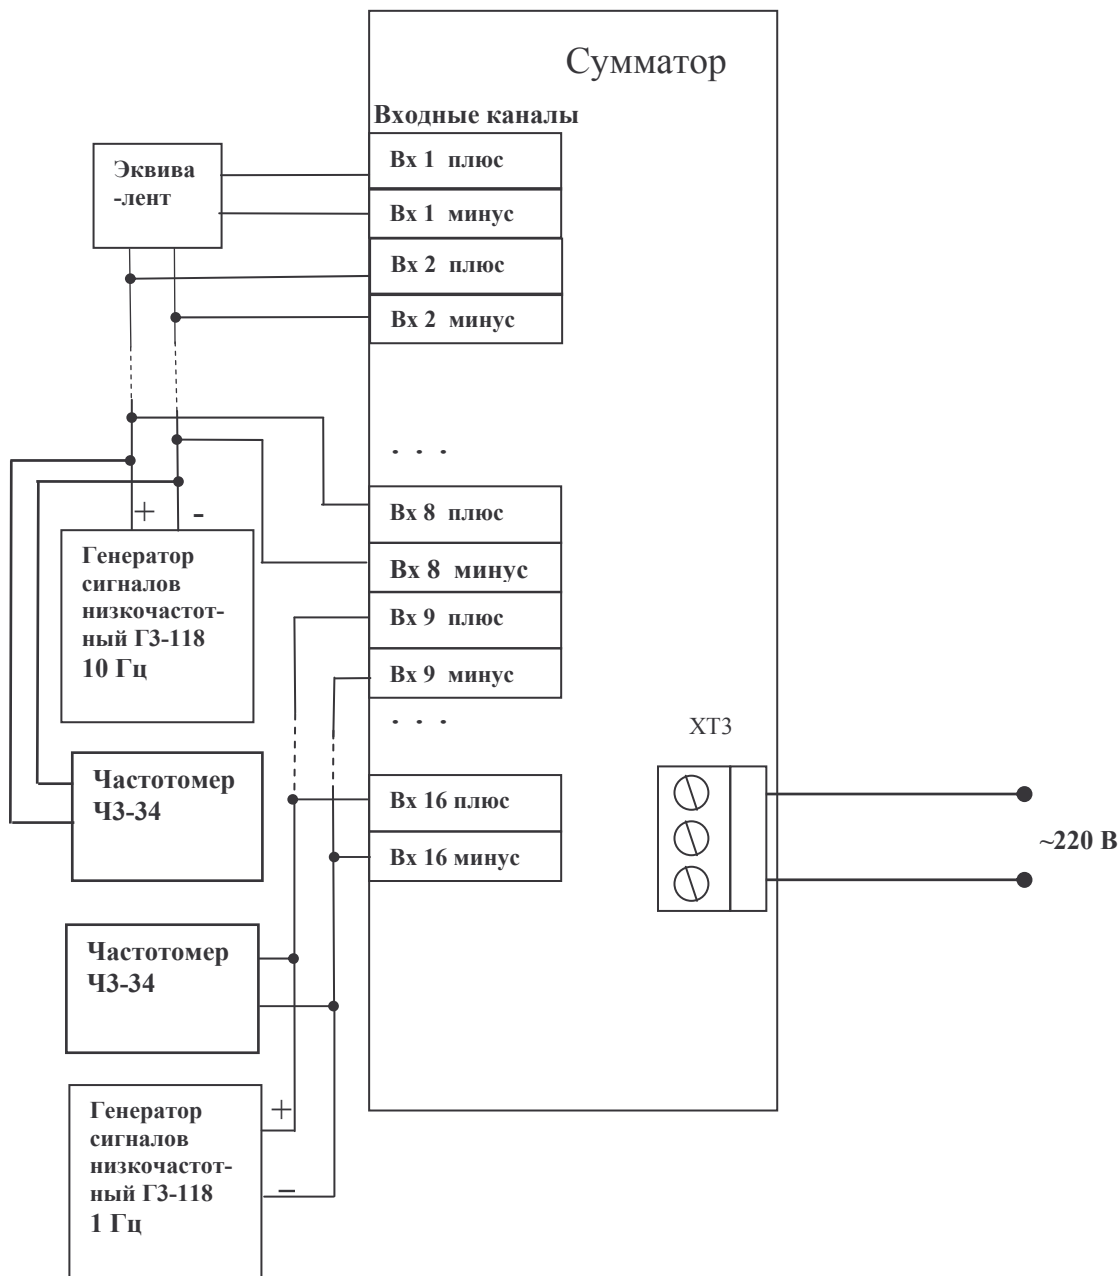 Сумматор
Входные каналы
Эквива
-лент
Вх 1 плюс
Вх 1 минус
Вх 2 плюс
Вх 2 минус
. . .
+ -
Вх 8 плюс
Вх 8 минус
Генератор
сигналов
низкочастот-
ный Г3-118
10 Гц
Вх 9 плюс
Вх 9 минус
. . .
ХТ3
Частотомер
Ч3-34
Вх 16 плюс
Вх 16 минус
~220 В
Частотомер
Ч3-34
Генератор
сигналов
низкочастот-
ный Г3-118
1 Гц
+
–